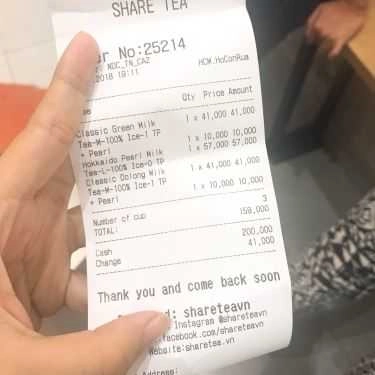 SHARE TEA
No:25214
NDC_TN_CAZ
2018 19:11 HCM.HoConRua
Qty Price Amount
Classic Green Milk
Tea-M-100% Ice-1 TP 1 x 41,000 41,000
+ Pearl 1 x 10,000 10,000
Hokkaido Pearl Milk 1 x 57,000 57,000
Tea-L-100% Ice-0 TP
Classic Oolong Milk 1 x 41,000 41,000
Tea-M-100% Ice-1 TP
+ Pearl 1 x 10,000 10,000
Number of cup 3
TOTAL: 159,000
Cash 200,000
Change 41,000
Thank you and come back soon
shareteavn
Instagram @shareteavn
facebook.com/shareteavn
Website:sharetea.vn
Address: